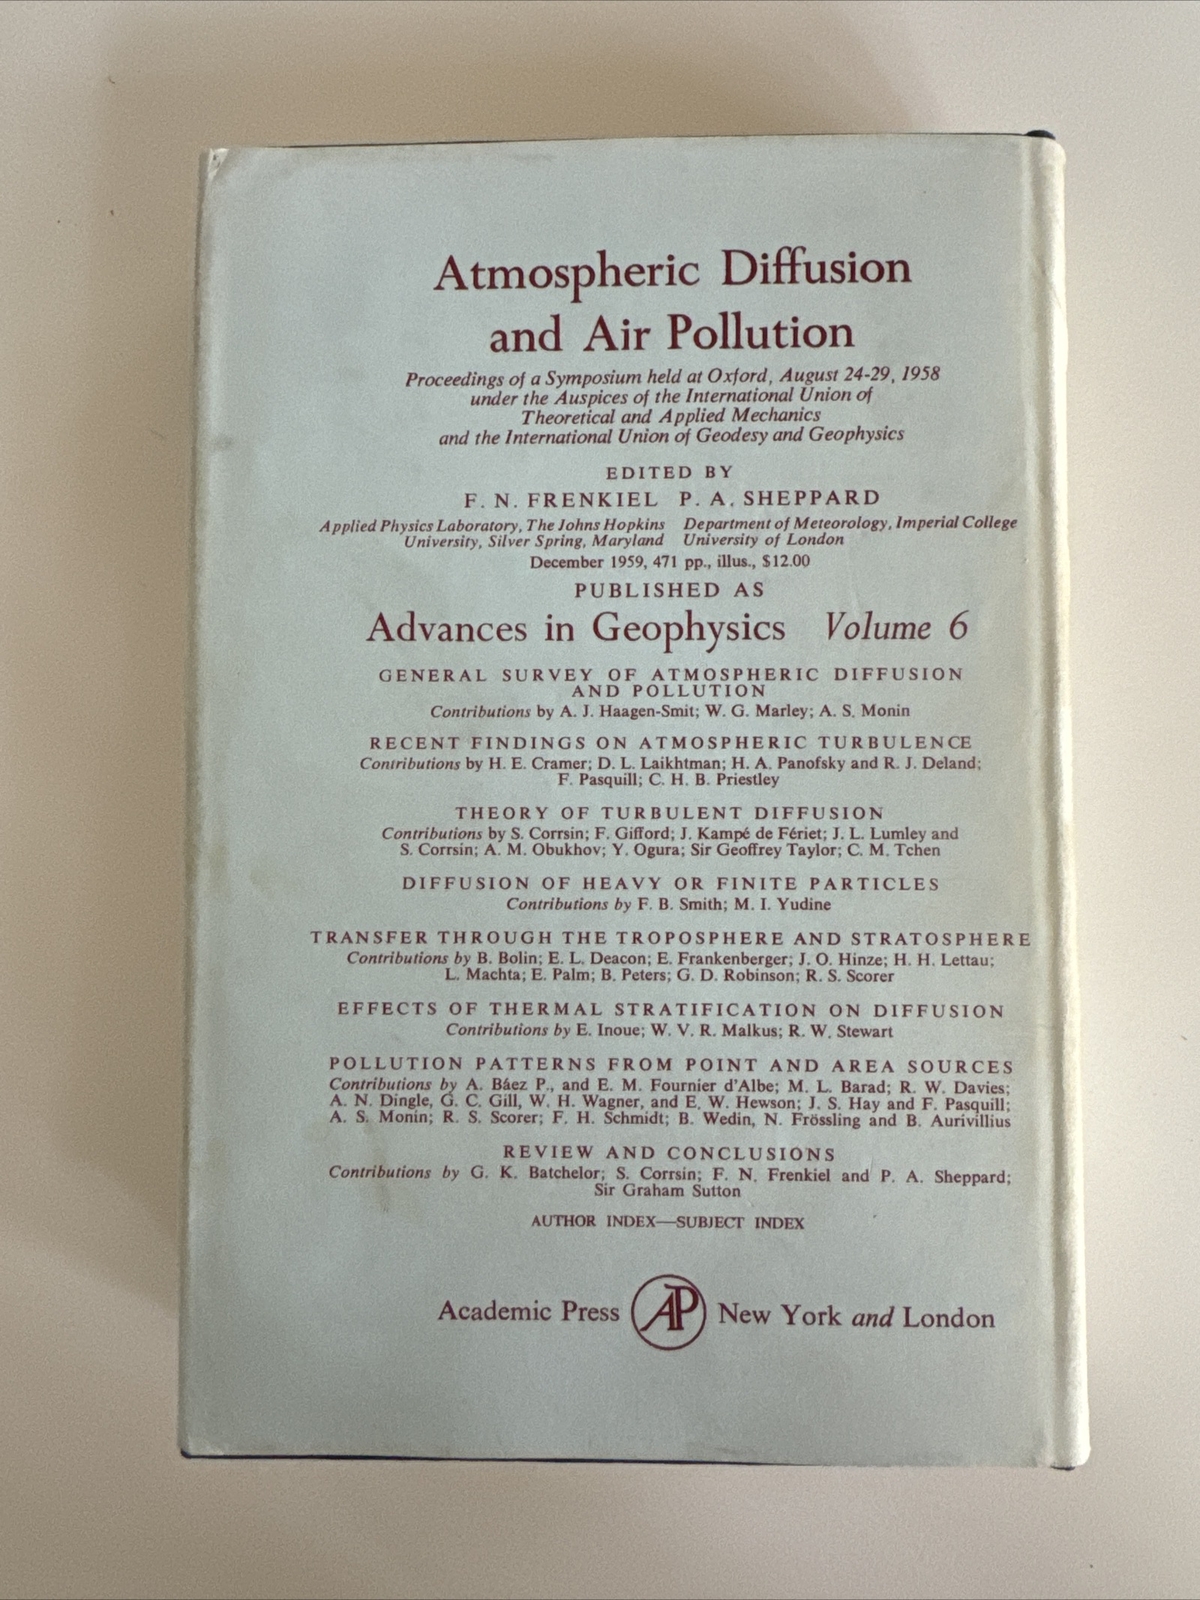 Atmospheric Diffusion
and Air Pollution
Proceedings of a Symposium held at Oxford, August 24-29, 1958
under the Auspices of the International Union of
Theoretical and Applied Mechanics
and the International Union of Geodesy and Geophysics
EDITED BY
F. N. FRENKIEL P. A. SHEPPARD
Applied Physics Laboratory, The Johns Hopkins Department of Meteorology, Imperial College
University, Silver Spring, Maryland University of London
December 1959, 471 pp., illus., $12.00
PUBLISHED AS
Advances in Geophysics Volume 6
GENERAL SURVEY OF ATMOSPHERIC DIFFUSION
AND POLLUTION
Contributions by A. J. Haagen-Smit; W. G. Marley; A. S. Monin
RECENT FINDINGS ON ATMOSPHERIC TURBULENCE
Contributions by H. E. Cramer; D. L. Laikhtman; H. A. Panofsky and R. J. Deland;
F. Pasquill; C. H. B. Priestley
THEORY OF TURBULENT DIFFUSION
Contributions by S. Corrsin; F. Gifford; J. Kampé de Fériet; J. L. Lumley and
S. Corrsin; A. M. Obukhov; Y. Ogura; Sir Geoffrey Taylor; C. M. Tchen
DIFFUSION OF HEAVY OR FINITE PARTICLES
Contributions by F. B. Smith; M. I. Yudine
TRANSFER THROUGH THE TROPOSPHERE AND STRATOSPHERE
Contributions by B. Bolin; E. L. Deacon; E. Frankenberger; J. O. Hinze; H. H. Lettau;
L. Machta; E. Palm; B. Peters; G. D. Robinson; R. S. Scorer
EFFECTS OF THERMAL STRATIFICATION ON DIFFUSION
Contributions by E. Inoue; W. V. R. Malkus; R. W. Stewart
POLLUTION PATTERNS FROM POINT AND AREA SOURCES
Contributions by A. Báez P., and E. M. Fournier d'Albe; M. L. Barad; R. W. Davies;
A. N. Dingle, G. C. Gill, W. H. Wagner, and E. W. Hewson; J. S. Hay and F. Pasquill;
A. S. Monin; R. S. Scorer; F. H. Schmidt; B. Wedin, N. Frössling and B. Aurivillius
REVIEW AND CONCLUSIONS
Contributions by G. K. Batchelor; S. Corrsin; F. N. Frenkiel and P. A. Sheppard;
Sir Graham Sutton
AUTHOR INDEX—SUBJECT INDEX
Academic Press AP New York and London